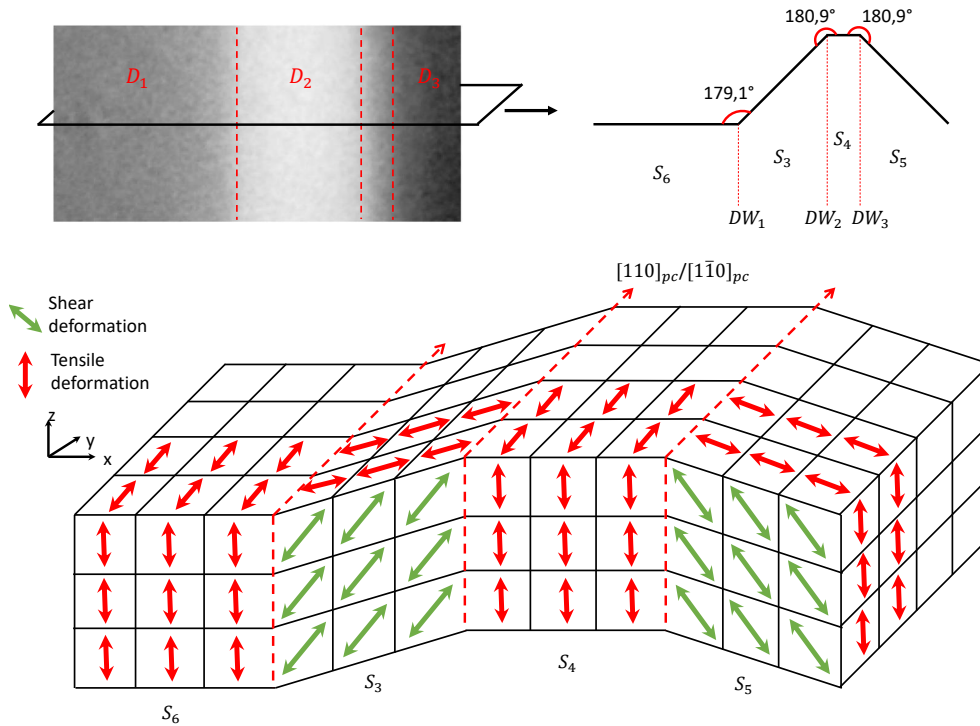 180,9° 180,9°
D₁ D₂ D₃
179,1°
S₆ S₃ S₄ S₅
DW₁ DW₂ DW₃
[110]pc/[11̄0]pc
Shear
deformation
Tensile
deformation
z
y
x
S₆ S₃ S₄ S₅